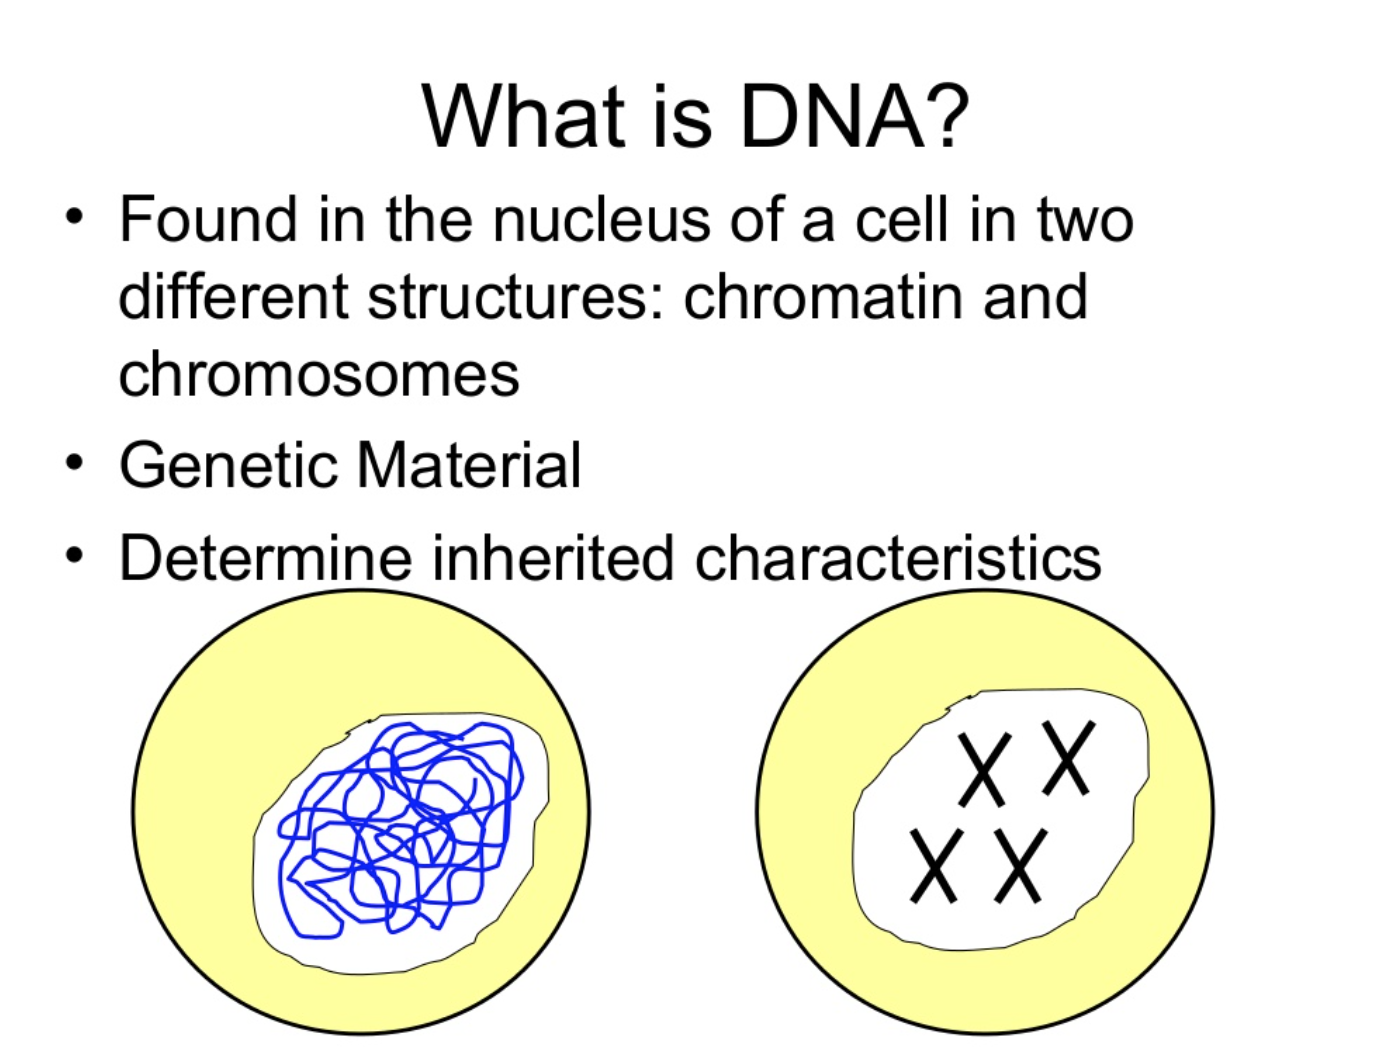 What is DNA?
• Found in the nucleus of a cell in two
different structures: chromatin and
chromosomes
• Genetic Material
• Determine inherited characteristics